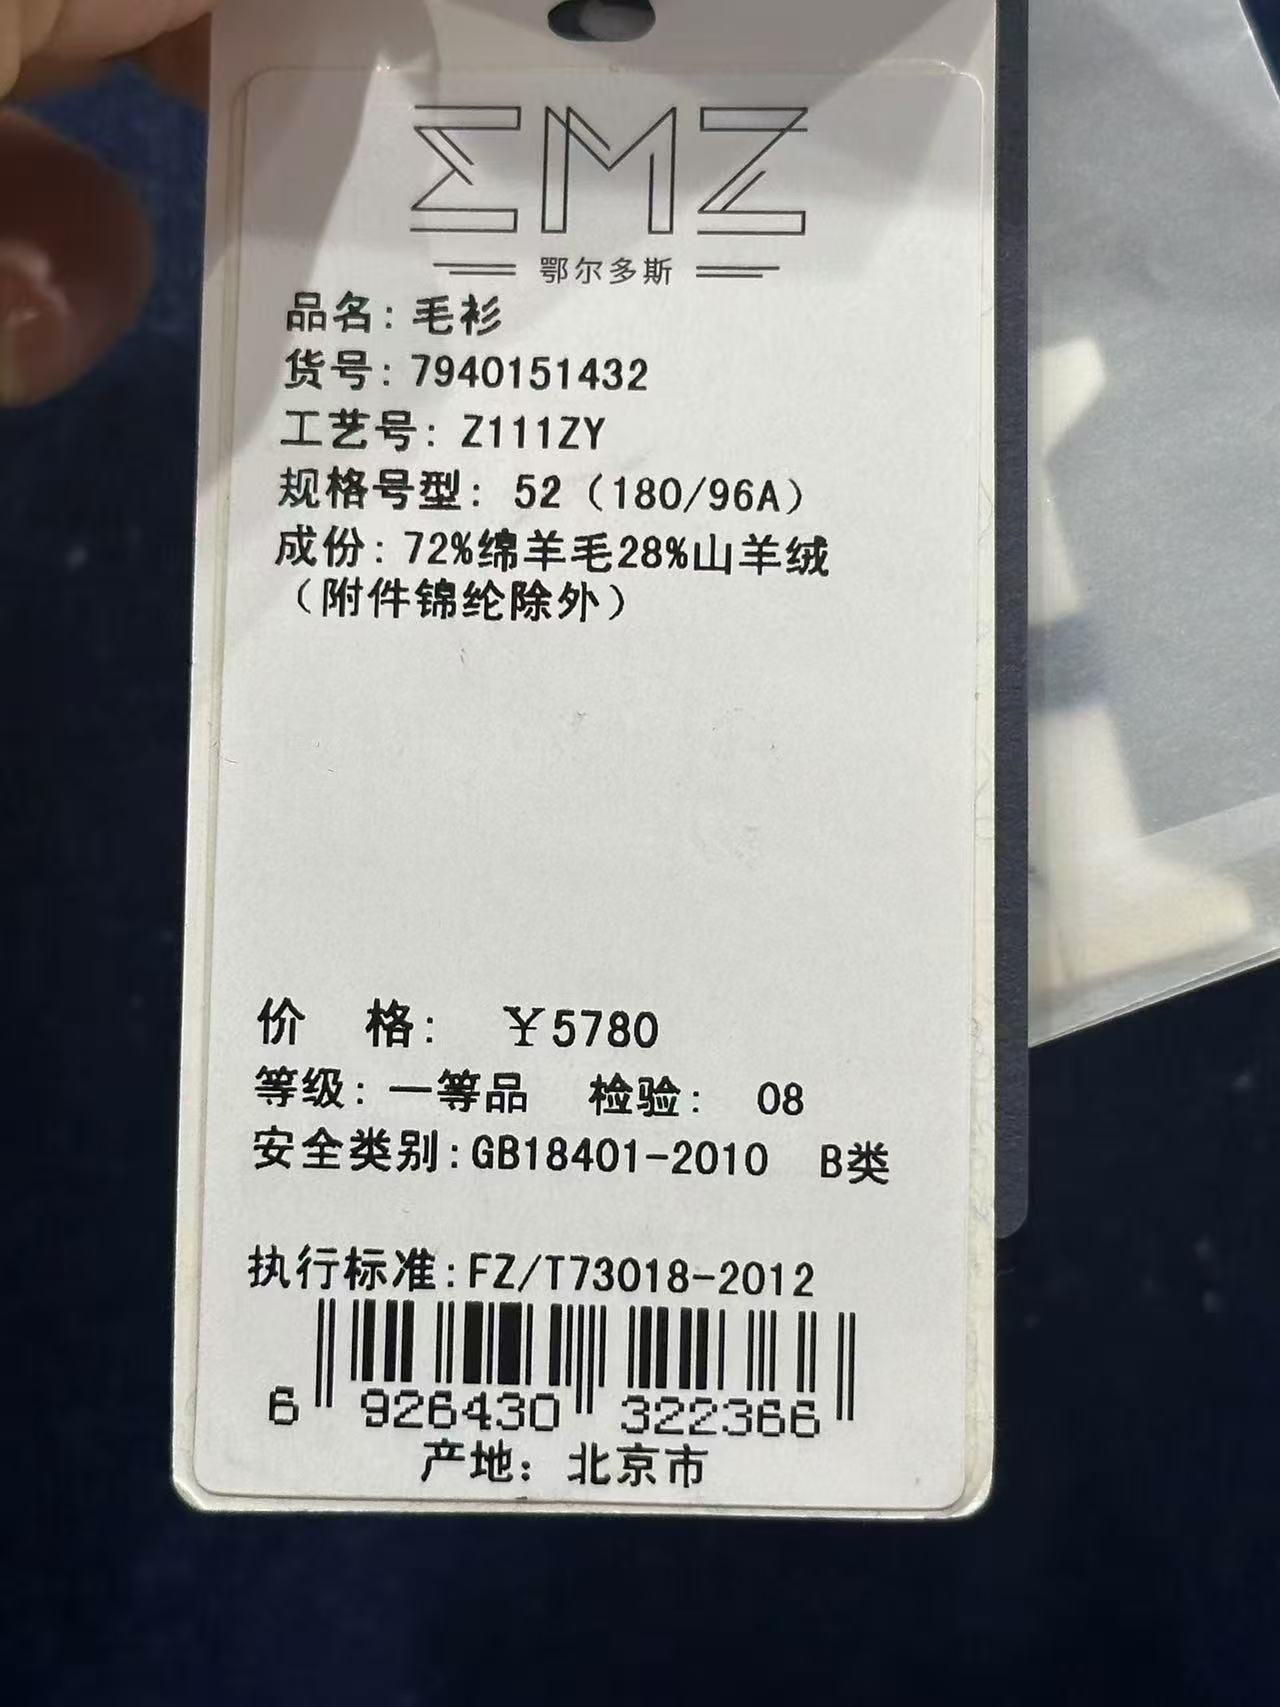 ΣMZ
鄂尔多斯
品名：毛衫
货号：7940151432
工艺号：Z111ZY
规格号型：52（180/96A）
成份：72%绵羊毛28%山羊绒
（附件锦纶除外）
价 格： ￥5780
等级：一等品 检验： 08
安全类别:GB18401-2010 B类
执行标准:FZ/T73018-2012
6 926430 322366
产地：北京市